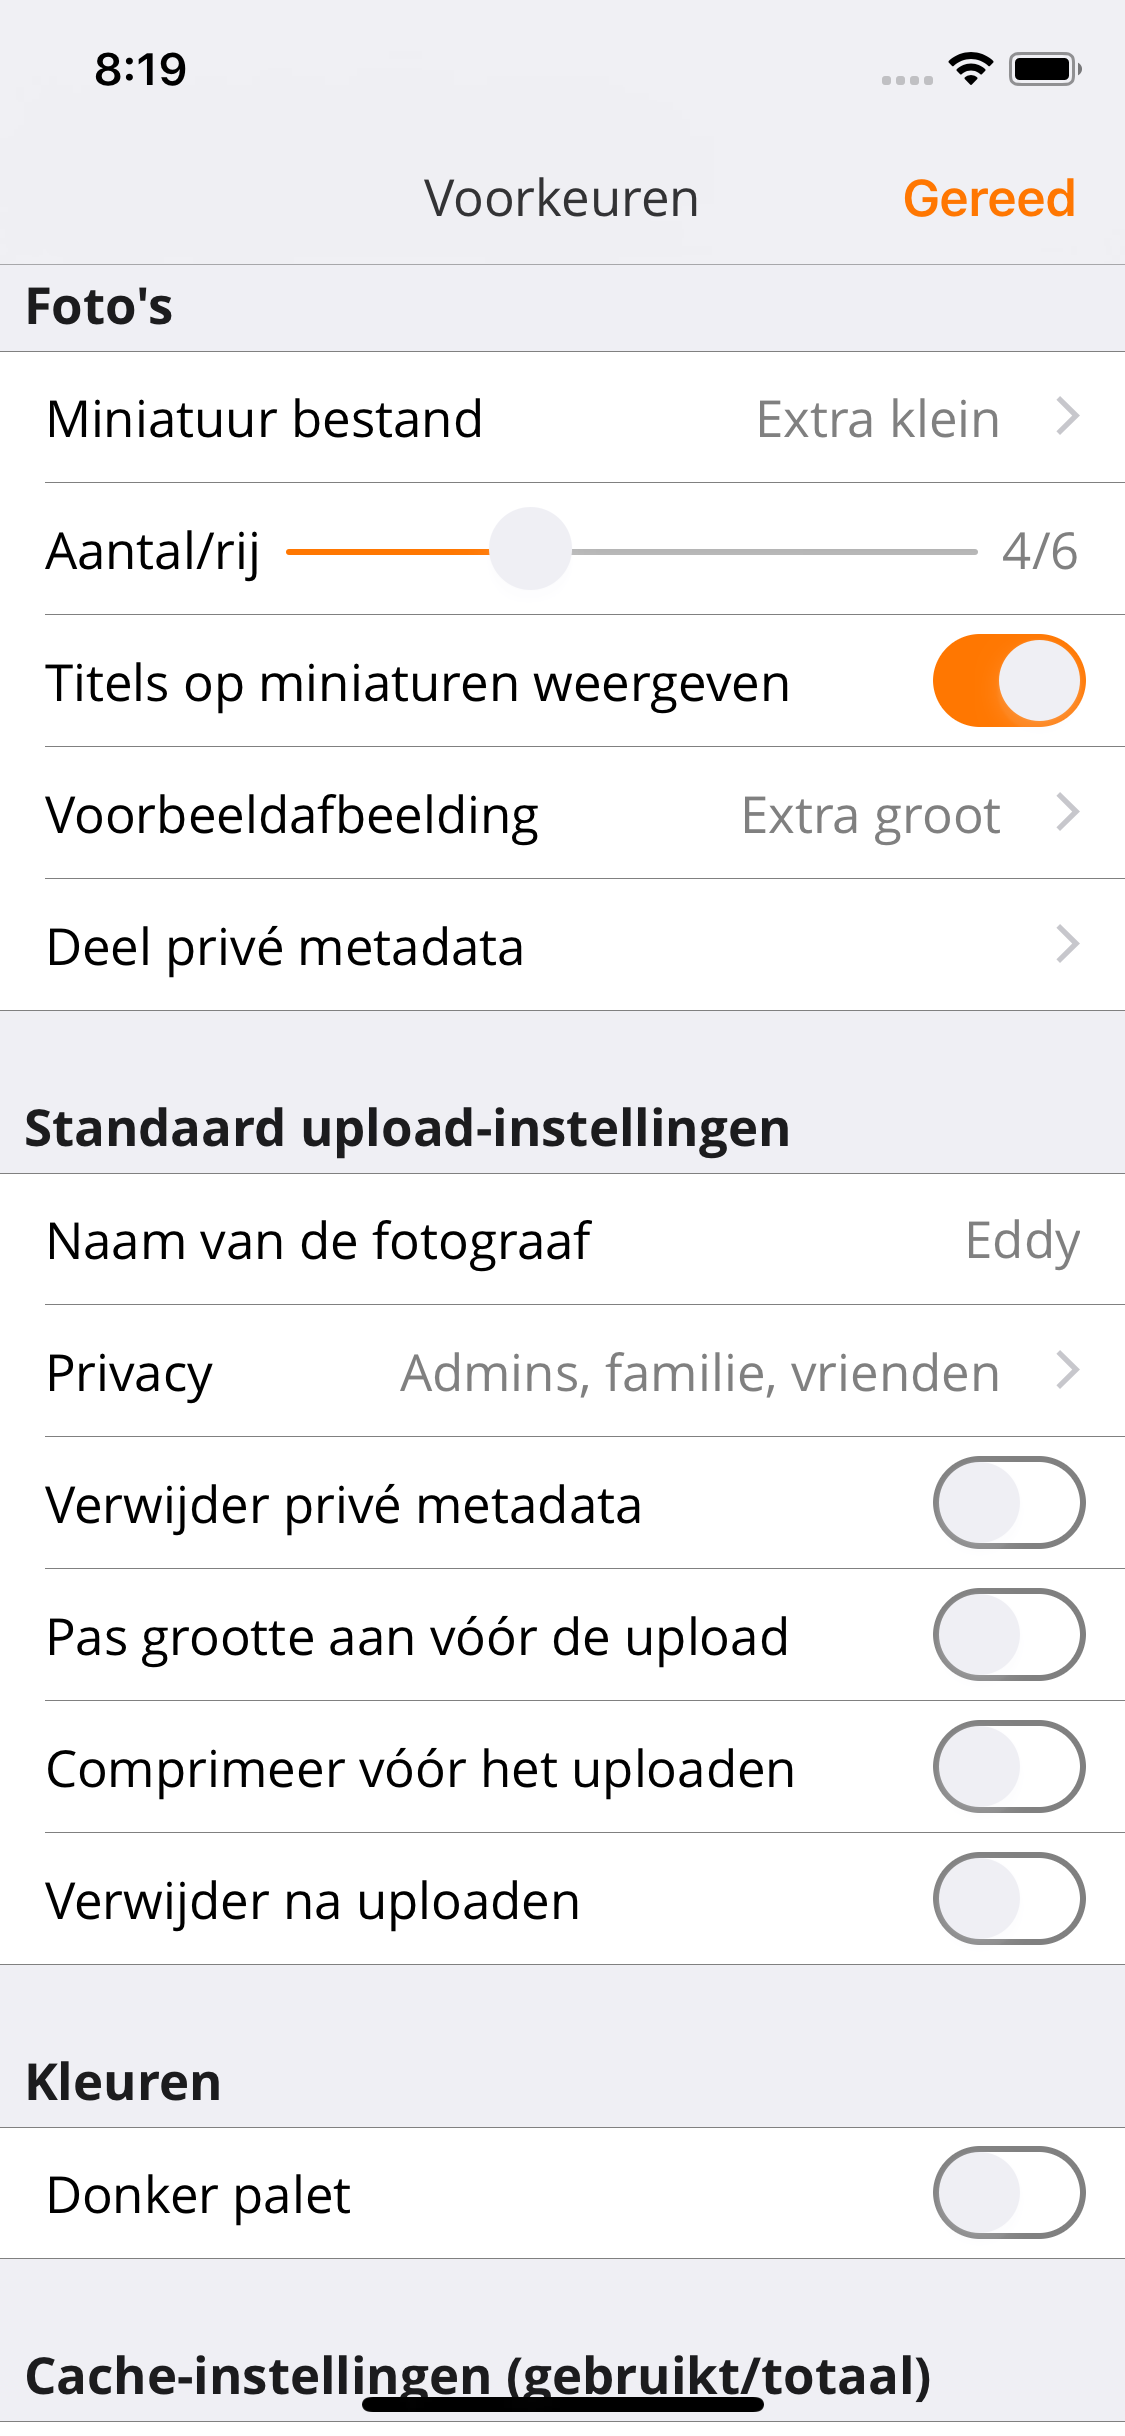 8:19
Voorkeuren Gereed
Foto's
Miniatuur bestand Extra klein
Aantal/rij 4/6
Titels op miniaturen weergeven
Voorbeeldafbeelding Extra groot
Deel privé metadata
Standaard upload-instellingen
Naam van de fotograaf Eddy
Privacy Admins, familie, vrienden
Verwijder privé metadata
Pas grootte aan vóór de upload
Comprimeer vóór het uploaden
Verwijder na uploaden
Kleuren
Donker palet
Cache-instellingen (gebruikt/totaal)